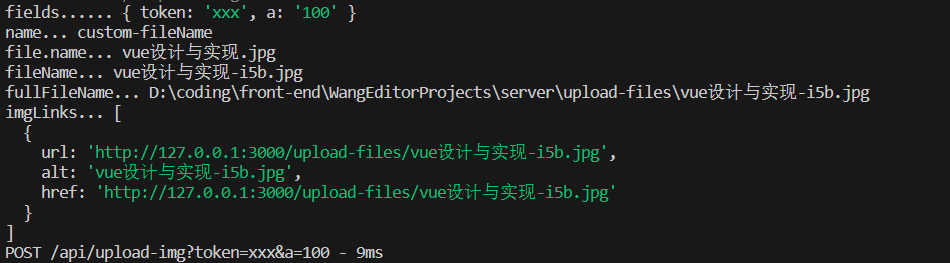 fields...... { token: 'xxx', a: '100' }
name... custom-fileName
file.name... vue设计与实现.jpg
fileName... vue设计与实现-i5b.jpg
fullFileName... D:\coding\front-end\WangEditorProjects\server\upload-files\vue设计与实现-i5b.jpg
imgLinks... [
  {
    url: 'http://127.0.0.1:3000/upload-files/vue设计与实现-i5b.jpg',
    alt: 'vue设计与实现-i5b.jpg',
    href: 'http://127.0.0.1:3000/upload-files/vue设计与实现-i5b.jpg'
  }
]
POST /api/upload-img?token=xxx&a=100 - 9ms